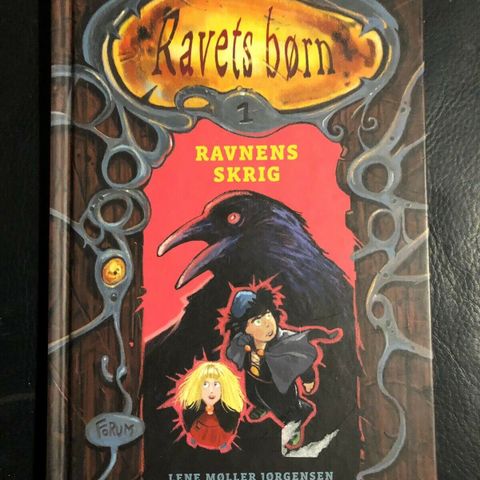 Ravets børn
1
RAVNENS
SKRIG
FORUM
LENE MØLLER JØRGENSEN